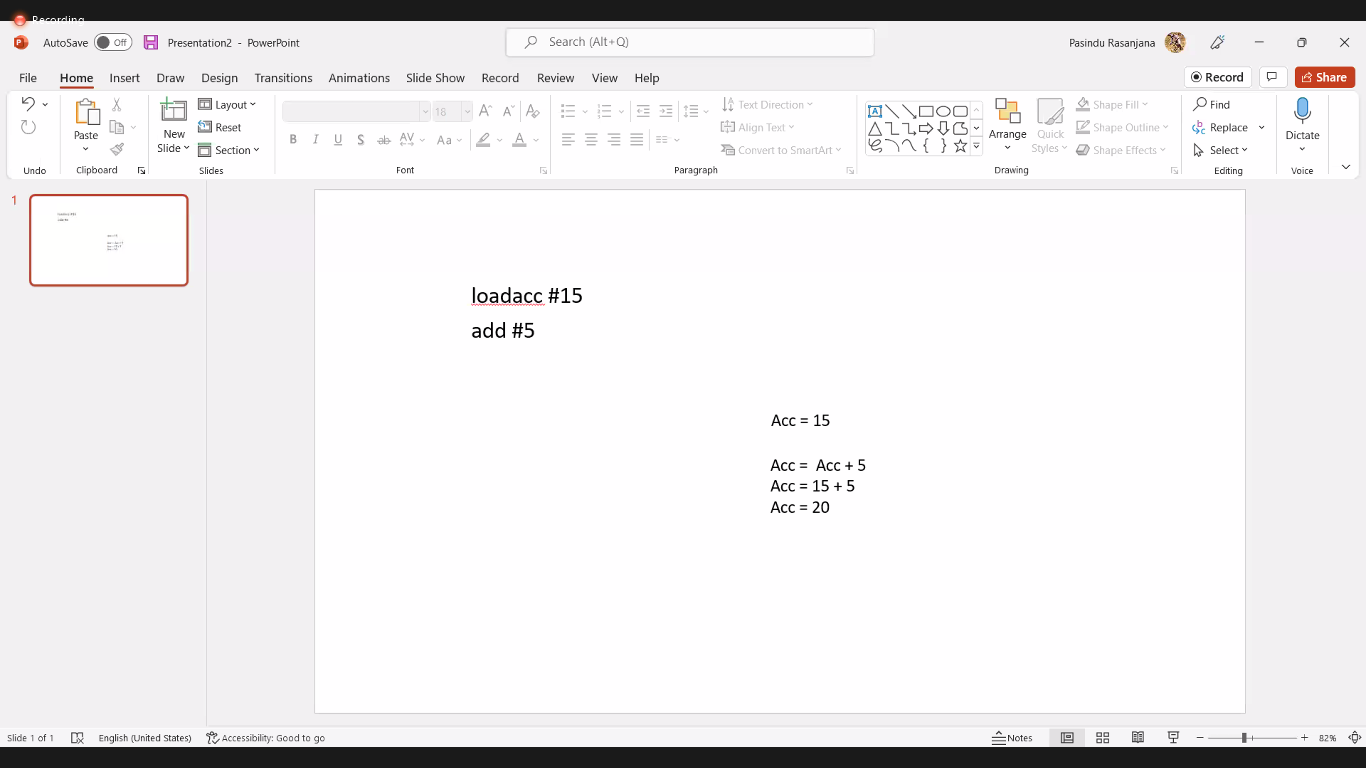 Recording
AutoSave Off Presentation2 - PowerPoint Search (Alt+Q) Pasindu Rasanjana
File Home Insert Draw Design Transitions Animations Slide Show Record Review View Help Record Share
Layout Text Direction Shape Fill Find
Paste New Slide Reset 18 Align Text Arrange Quick Styles Shape Outline Replace Dictate
Section B I U S ab AV Aa A Convert to SmartArt Shape Effects Select
Undo Clipboard Slides Font Paragraph Drawing Editing Voice
1
loadacc #15
add #5
Acc = 15
Acc = Acc + 5
Acc = 15 + 5
Acc = 20
Slide 1 of 1 English (United States) Accessibility: Good to go Notes 82%